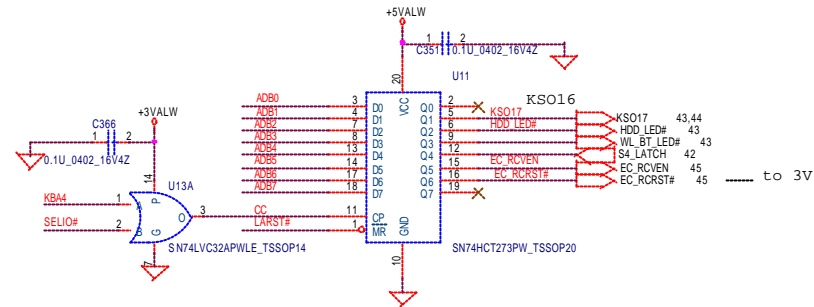 +5VALW
1 2
C351 0.1U_0402_16V4Z
U11
20
VCC
ADB0 3 D0 Q0 2
KSO16
ADB1 4 D1 Q1 5 KSO17 KSO17 43,44
ADB2 7 D2 Q2 6 HDD_LED# HDD_LED# 43
ADB3 8 D3 Q3 9 WL_BT_LED# 43
ADB4 13 D4 Q4 12 S4_LATCH 42
ADB5 14 D5 Q5 15 EC_RCVEN EC_RCVEN 45
ADB6 17 D6 Q6 16 EC_RCRST# EC_RCRST# 45 to 3V
ADB7 18 D7 Q7 19
C366
+3VALW
1 2
0.1U_0402_16V4Z
14
U13A
KBA4 1 A P
O 3 CC 11 CP
SELIO# 2 B G
LARST# 1 MR
GND
7
10
SN74LVC32APWLE_TSSOP14
SN74HCT273PW_TSSOP20